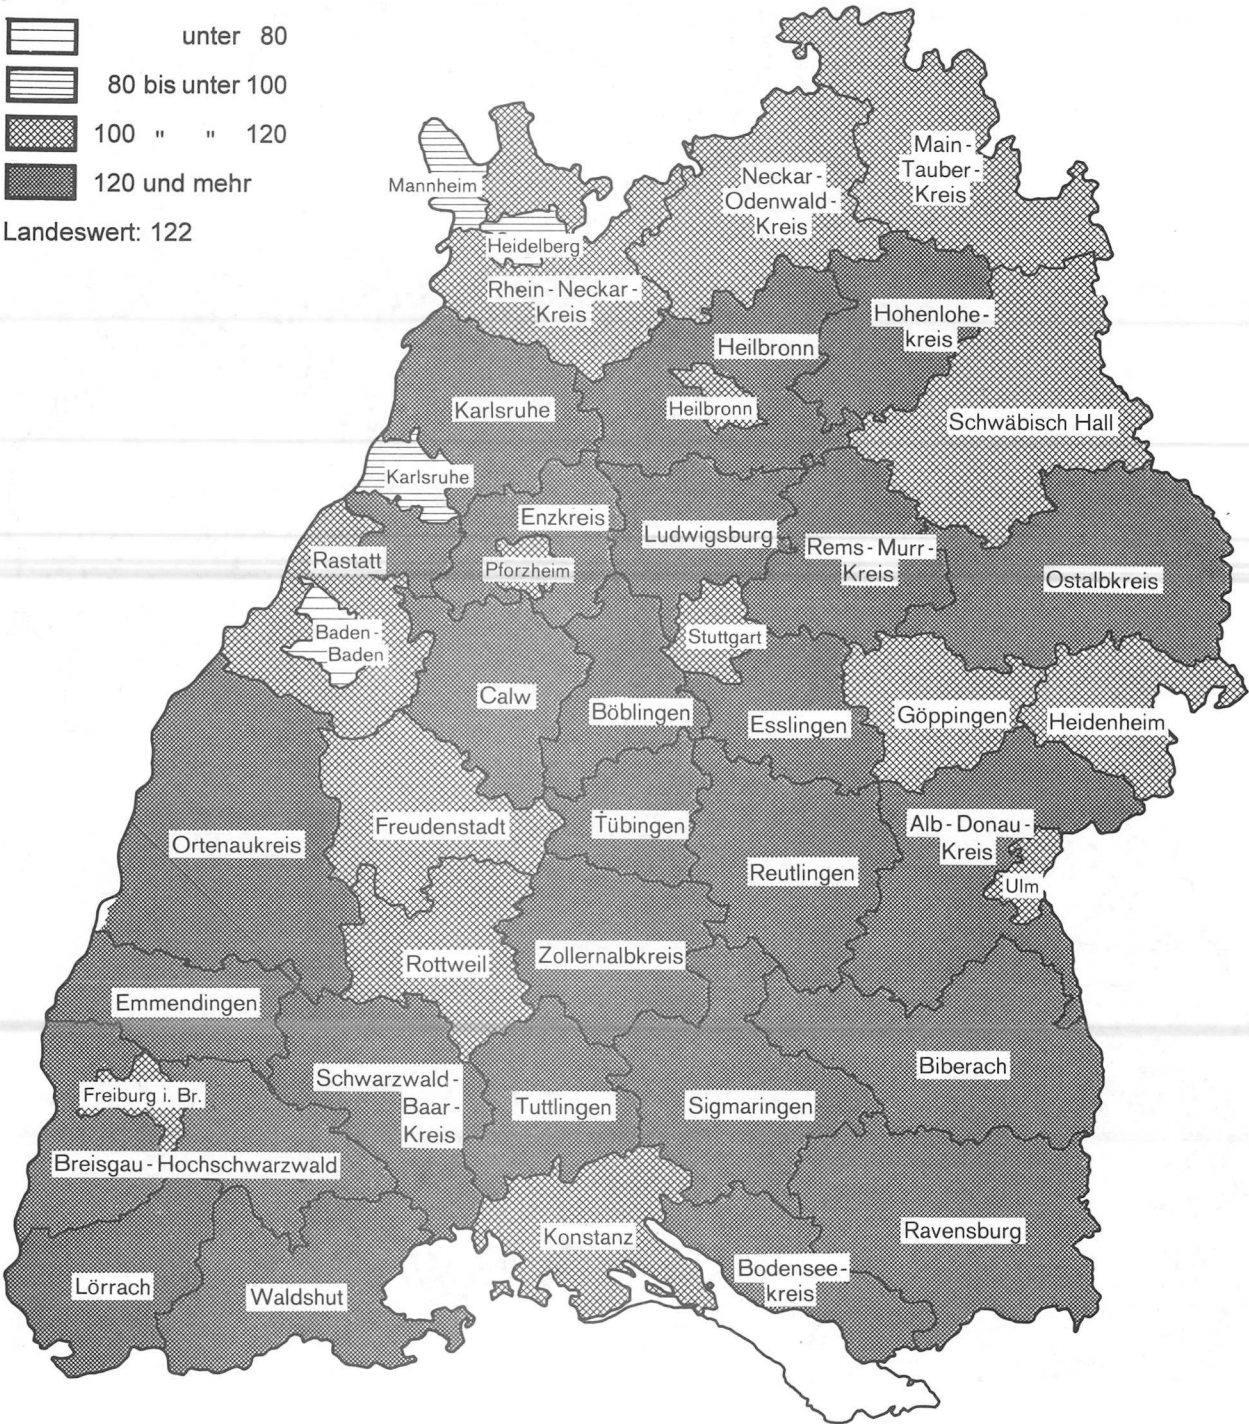 unter 80
80 bis unter 100
100 " " 120
120 und mehr
Landeswert: 122
Main-
Tauber-
Kreis
Neckar-
Odenwald-
Kreis
Mannheim
Heidelberg
Rhein-Neckar-
Kreis
Hohenlohe-
kreis
Heilbronn
Heilbronn
Karlsruhe
Schwäbisch Hall
Karlsruhe
Enzkreis
Ludwigsburg
Rems-Murr-
Kreis
Rastatt
Pforzheim
Ostalbkreis
Baden-
Baden
Stuttgart
Calw
Böblingen
Esslingen
Göppingen
Heidenheim
Ortenaukreis
Freudenstadt
Tübingen
Alb-Donau-
Kreis
Reutlingen
Ulm
Rottweil
Zollernalbkreis
Emmendingen
Biberach
Freiburg i. Br.
Schwarzwald-
Baar-
Kreis
Tuttlingen
Sigmaringen
Breisgau-Hochschwarzwald
Ravensburg
Konstanz
Bodensee-
kreis
Lörrach
Waldshut